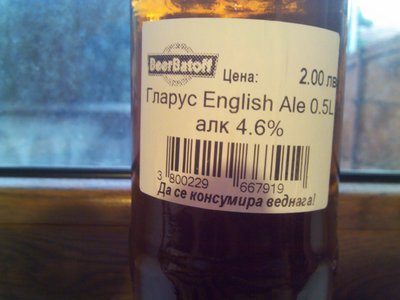 BeerBatoff
Цена: 2.00 лв
Гларус English Ale 0.5L
алк 4.6%
3 800229 667919
Да се консумира веднага!